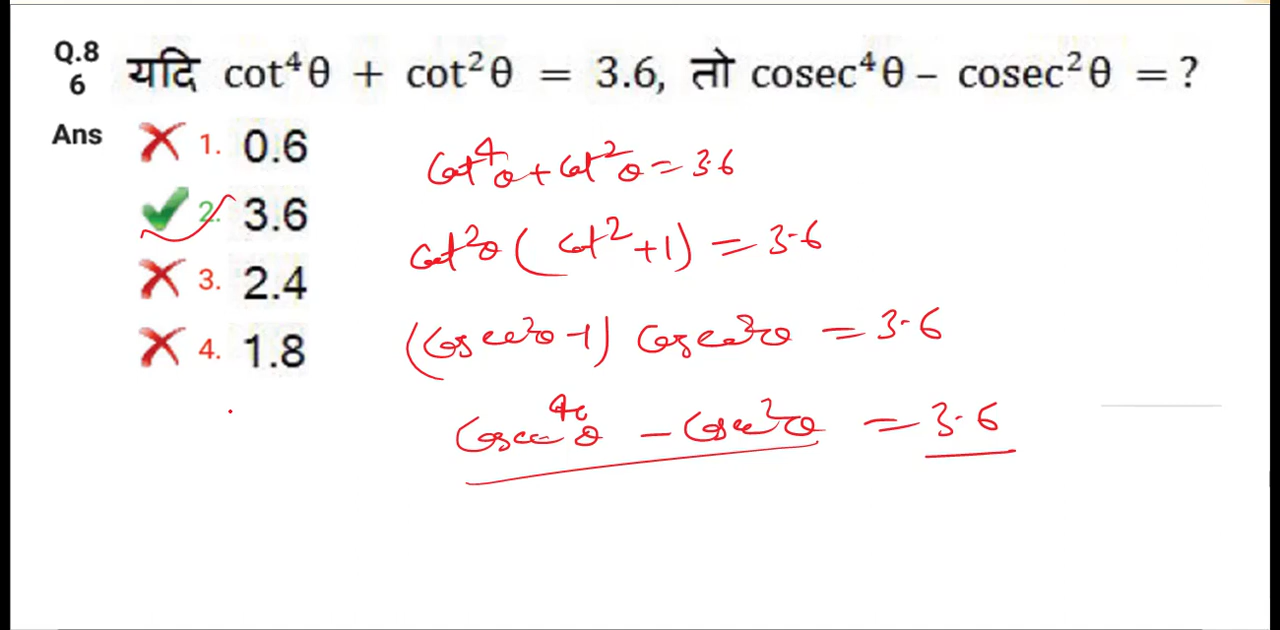 Q.8
6
यदि cot⁴θ + cot²θ = 3.6, तो cosec⁴θ – cosec²θ = ?
Ans
1. 0.6
2. 3.6
3. 2.4
4. 1.8
cot⁴θ + cot²θ = 3.6
cot²θ ( cot² + 1) = 3.6
(cosec²θ - 1) cosec²θ = 3.6
cosec⁴θ - cosec²θ = 3.6